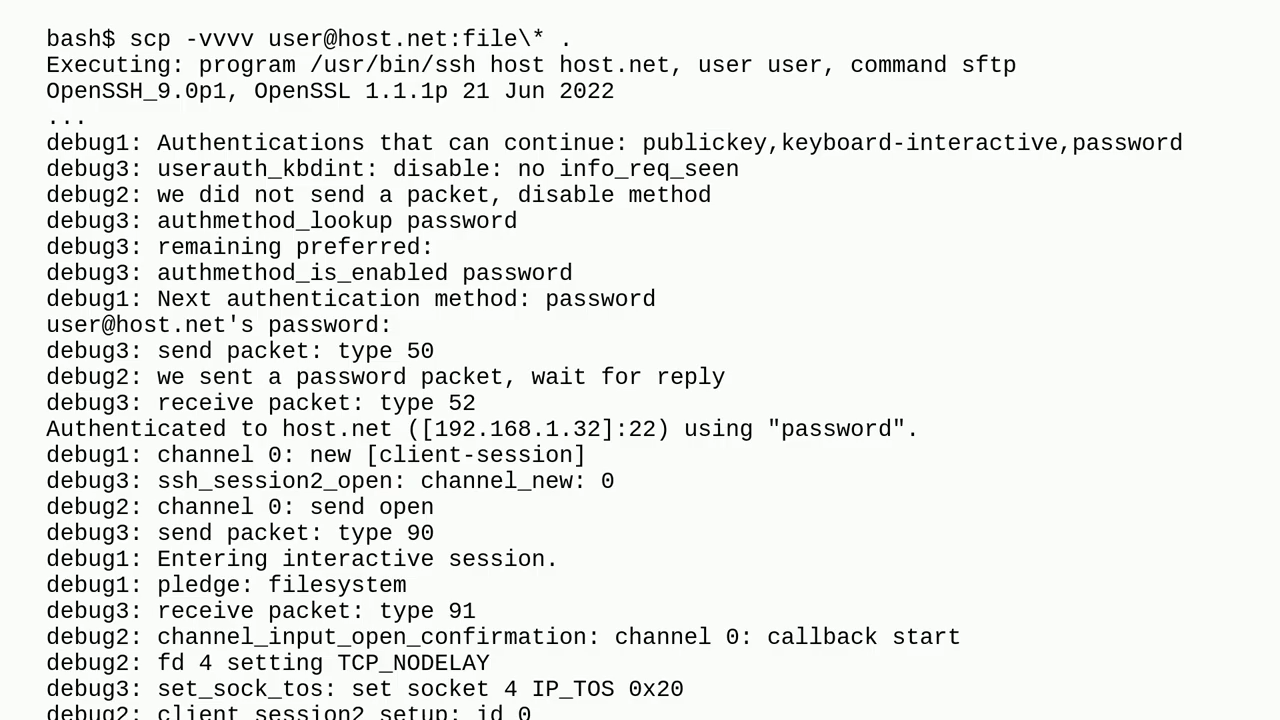 bash$ scp -vvvv user@host.net:file\* .
Executing: program /usr/bin/ssh host host.net, user user, command sftp
OpenSSH_9.0p1, OpenSSL 1.1.1p 21 Jun 2022
...
debug1: Authentications that can continue: publickey,keyboard-interactive,password
debug3: userauth_kbdint: disable: no info_req_seen
debug2: we did not send a packet, disable method
debug3: authmethod_lookup password
debug3: remaining preferred:
debug3: authmethod_is_enabled password
debug1: Next authentication method: password
user@host.net's password:
debug3: send packet: type 50
debug2: we sent a password packet, wait for reply
debug3: receive packet: type 52
Authenticated to host.net ([192.168.1.32]:22) using "password".
debug1: channel 0: new [client-session]
debug3: ssh_session2_open: channel_new: 0
debug2: channel 0: send open
debug3: send packet: type 90
debug1: Entering interactive session.
debug1: pledge: filesystem
debug3: receive packet: type 91
debug2: channel_input_open_confirmation: channel 0: callback start
debug2: fd 4 setting TCP_NODELAY
debug3: set_sock_tos: set socket 4 IP_TOS 0x20
debug2: client_session2_setup: id 0